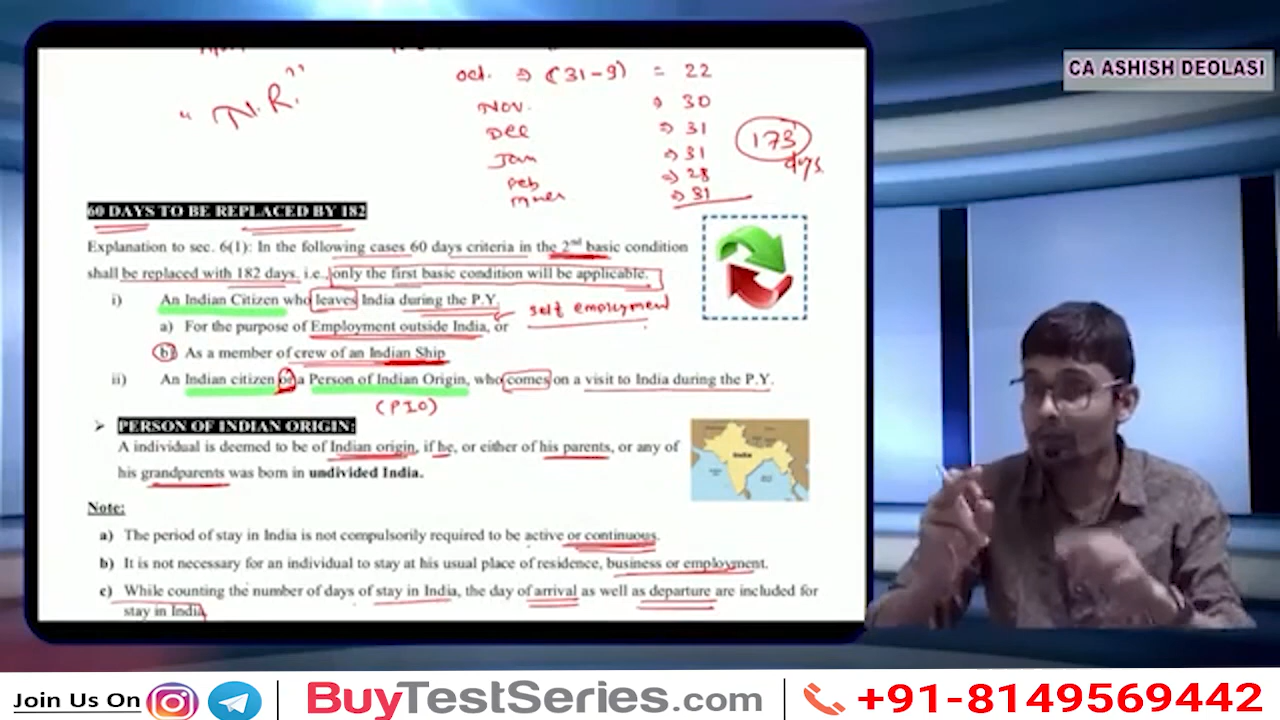 CA ASHISH DEOLASI
oct. ⇒ (31-9) = 22
"N.R."
Nov. ⇒ 30
Dec ⇒ 31
173 days
Jan ⇒ 31
Feb ⇒ 28
⇒ 31
60 DAYS TO BE REPLACED BY 182
Explanation to sec. 6(1): In the following cases 60 days criteria in the 2nd basic condition
shall be replaced with 182 days. i.e., only the first basic condition will be applicable.
i) An Indian Citizen who leaves India during the P.Y.
self employment
a) For the purpose of Employment outside India, or
b) As a member of crew of an Indian Ship
ii) An Indian citizen or a Person of Indian Origin, who comes on a visit to India during the P.Y.
(PIO)
➢ PERSON OF INDIAN ORIGIN:
A individual is deemed to be of Indian origin, if he, or either of his parents, or any of
his grandparents was born in undivided India.
India
Note:
a) The period of stay in India is not compulsorily required to be active or continuous.
b) It is not necessary for an individual to stay at his usual place of residence, business or employment.
c) While counting the number of days of stay in India, the day of arrival as well as departure are included for
stay in India.
Join Us On BuyTestSeries.com +91-8149569442